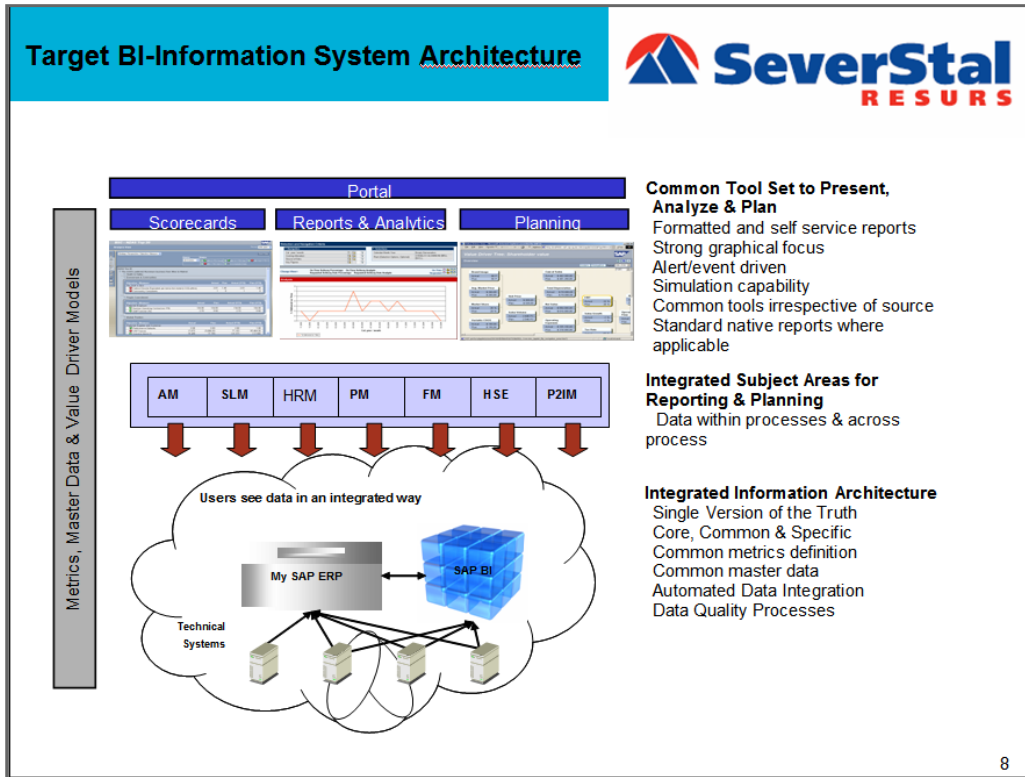 Target BI-Information System Architecture
SeverStal
RESURS
Portal
Scorecards
Reports & Analytics
Planning
Metrics, Master Data & Value Driver Models
AM
SLM
HRM
PM
FM
HSE
P2IM
Users see data in an integrated way
My SAP ERP
SAP BI
Technical
Systems
Common Tool Set to Present,
Analyze & Plan
Formatted and self service reports
Strong graphical focus
Alert/event driven
Simulation capability
Common tools irrespective of source
Standard native reports where
applicable
Integrated Subject Areas for
Reporting & Planning
Data within processes & across
process
Integrated Information Architecture
Single Version of the Truth
Core, Common & Specific
Common metrics definition
Common master data
Automated Data Integration
Data Quality Processes
8